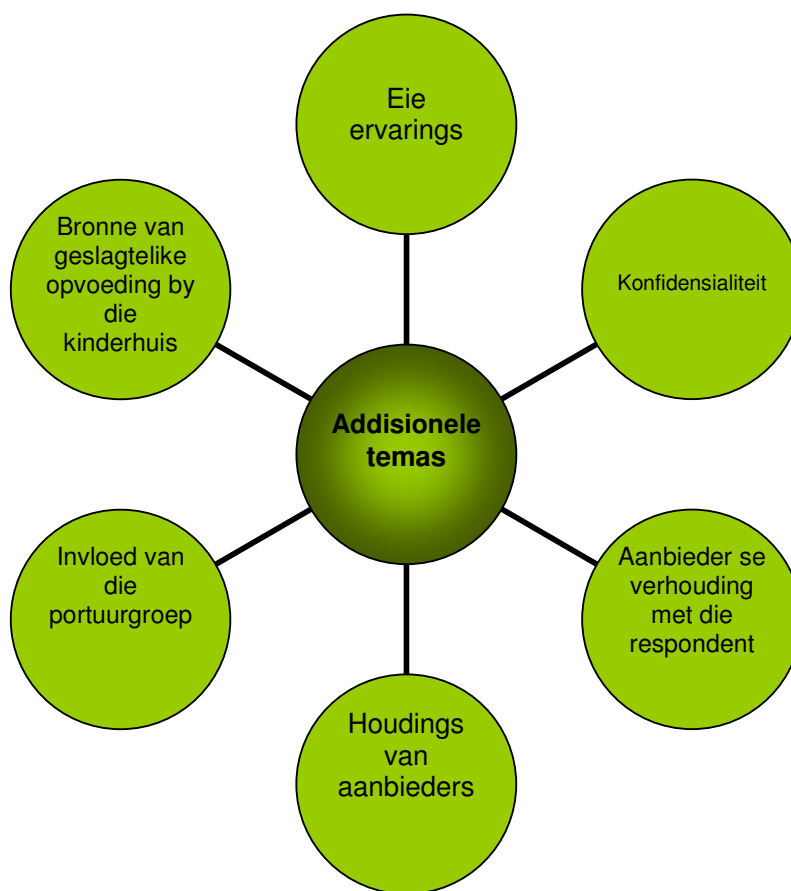 Eie
ervarings
Bronne van
geslagtelike
opvoeding by
die
kinderhuis
Konfidensialiteit
Addisionele
temas
Invloed van
die
portuurgroep
Aanbieder se
verhouding
met die
respondent
Houdings
van
aanbieders